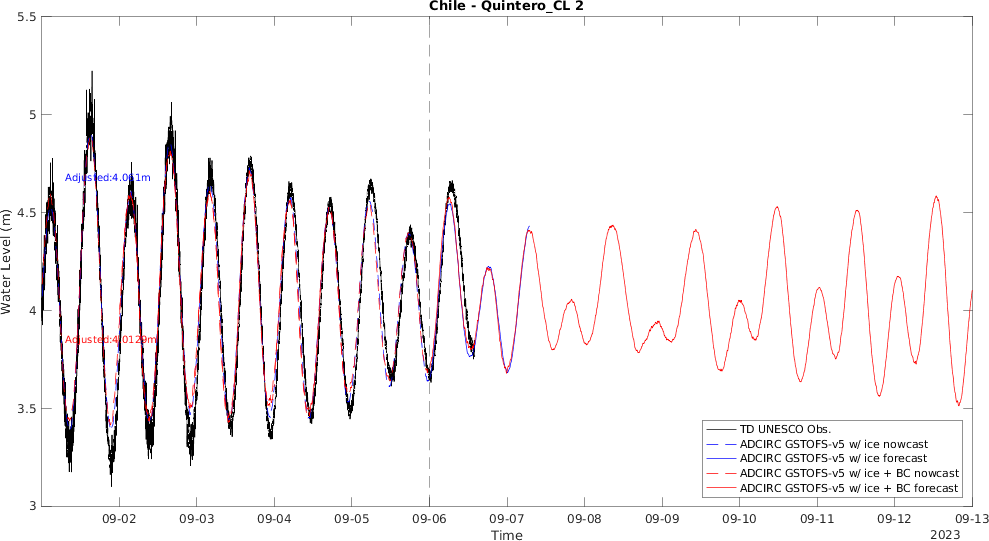 Chile - Quintero_CL 2
5.5
5
4.5
4
3.5
3
Water Level (m)
Adjusted:4.0129m
09-02
09-03
09-04
09-05
09-06
09-07
09-08
09-09
09-10
09-11
09-12
09-13
Time
2023
TD UNESCO Obs.
ADCIRC GSTOFS-v5 w/ ice nowcast
ADCIRC GSTOFS-v5 w/ ice forecast
ADCIRC GSTOFS-v5 w/ ice + BC nowcast
ADCIRC GSTOFS-v5 w/ ice + BC forecast